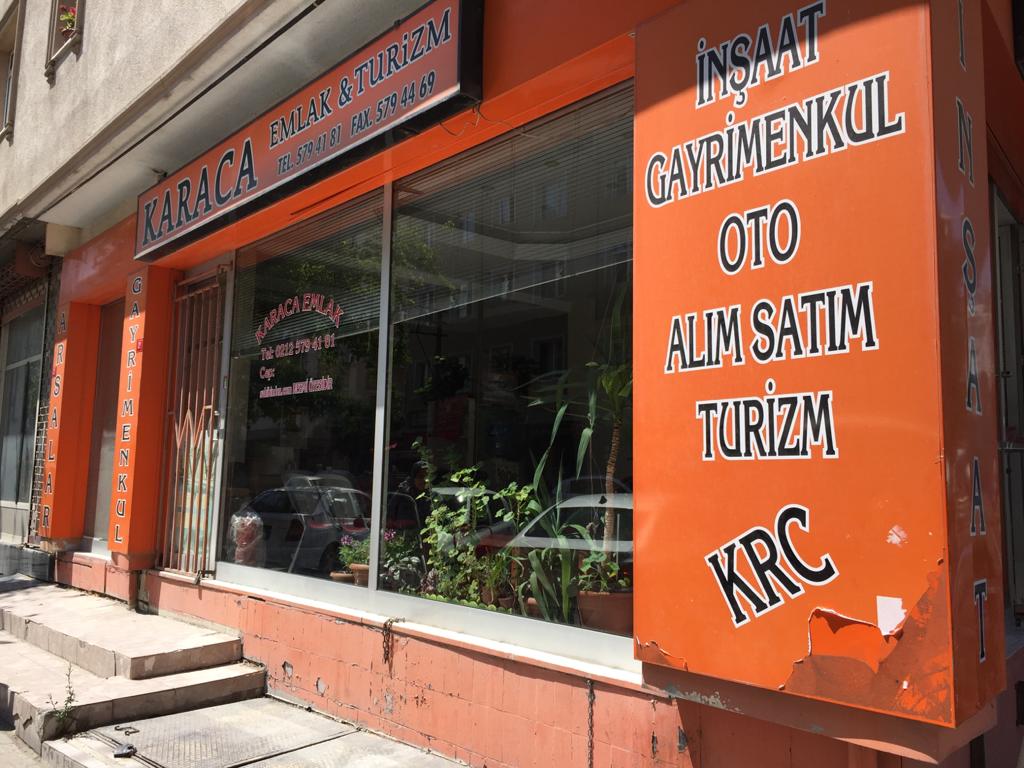 KARACA
EMLAK & TURİZM
TEL. 579 41 81 FAX. 579 44 69
KARACA EMLAK
Tel: 0212 579 41 81
Cep:
ARSALAR
GAYRİMENKUL
İNŞAAT
GAYRİMENKUL
OTO
ALIM SATIM
TURİZM
KRC
İNŞAAT